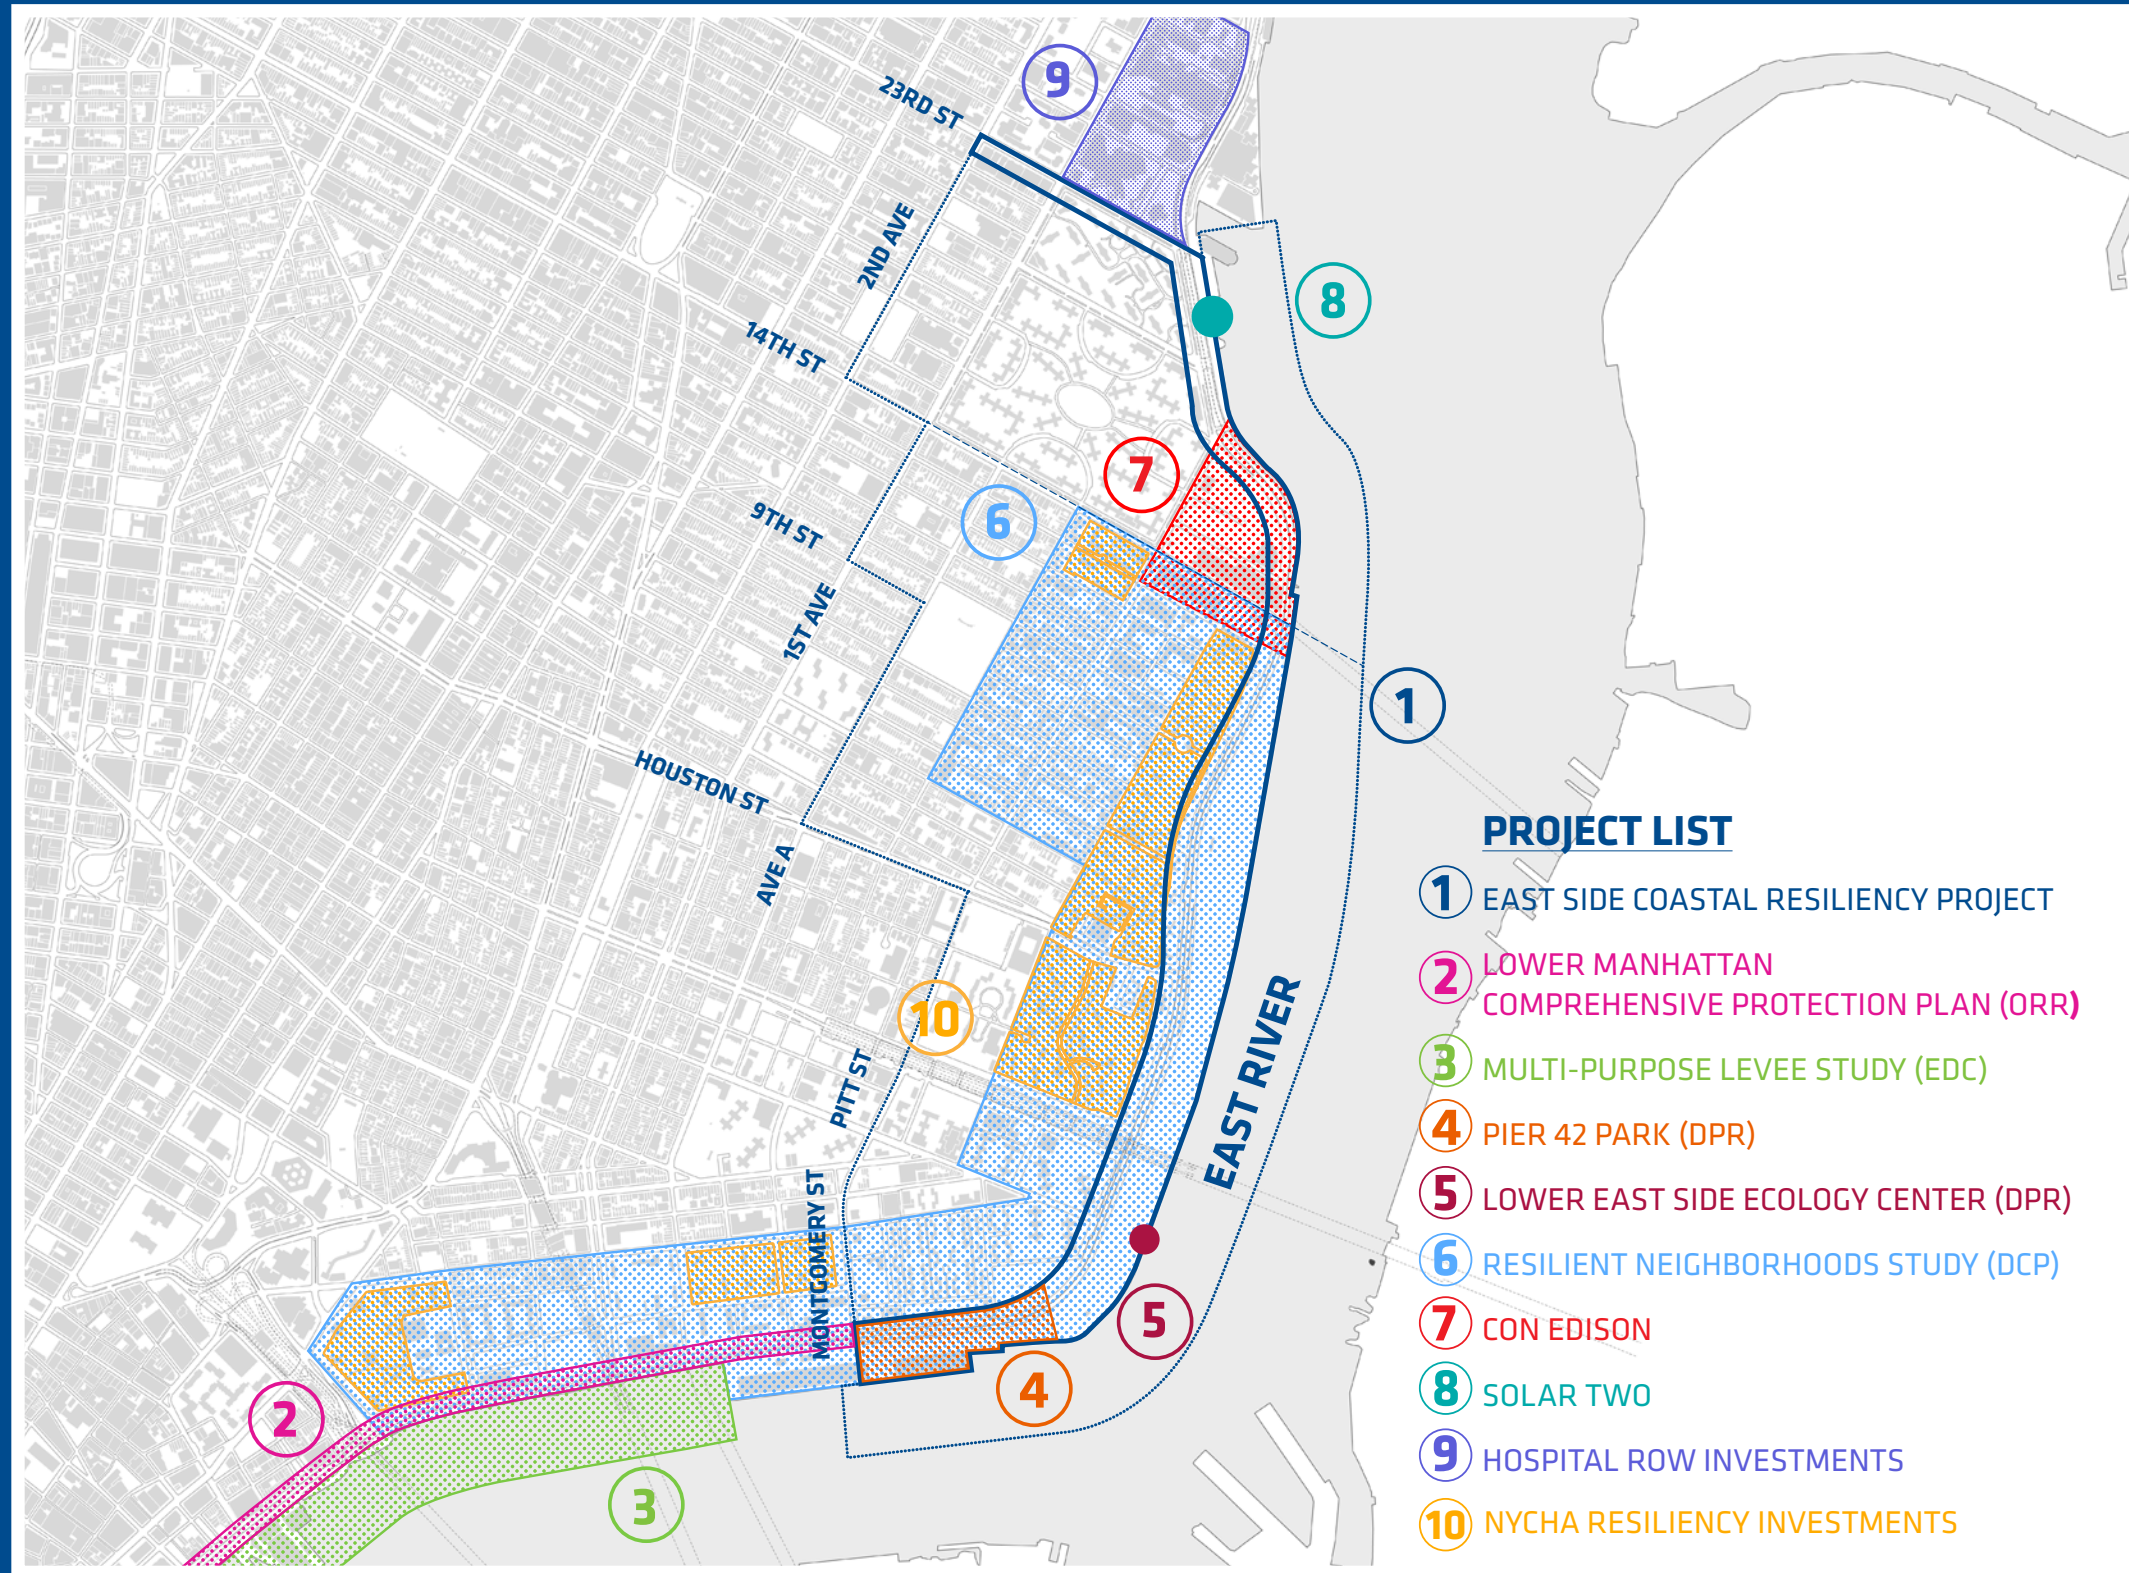 9
23RD ST
2ND AVE
8
14TH ST
7
6
9TH ST
1ST AVE
1
HOUSTON ST
AVE A
10
EAST RIVER
PITT ST
MONTGOMERY ST
5
4
2
3
PROJECT LIST
1 EAST SIDE COASTAL RESILIENCY PROJECT
2 LOWER MANHATTAN
COMPREHENSIVE PROTECTION PLAN (ORR)
3 MULTI-PURPOSE LEVEE STUDY (EDC)
4 PIER 42 PARK (DPR)
5 LOWER EAST SIDE ECOLOGY CENTER (DPR)
6 RESILIENT NEIGHBORHOODS STUDY (DCP)
7 CON EDISON
8 SOLAR TWO
9 HOSPITAL ROW INVESTMENTS
10 NYCHA RESILIENCY INVESTMENTS